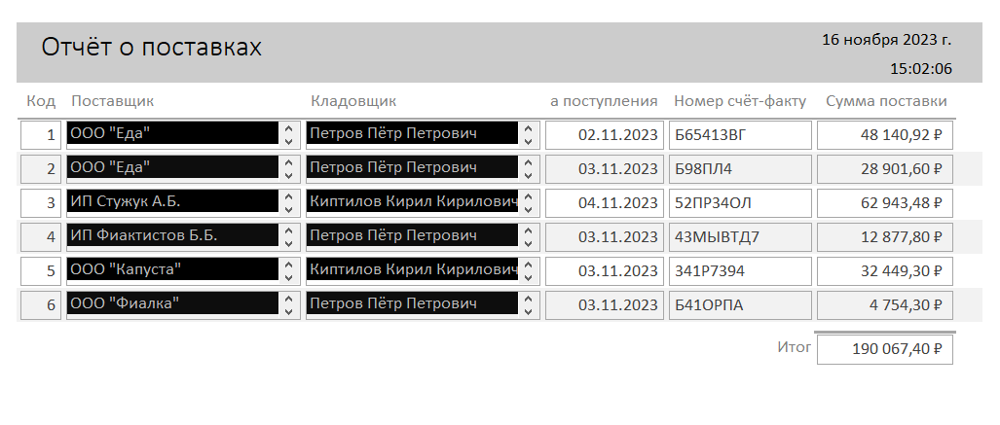 Отчёт о поставках
16 ноября 2023 г.
15:02:06
Код Поставщик Кладовщик а поступления Номер счёт-факту Сумма поставки
1 ООО "Еда" Петров Пётр Петрович 02.11.2023 Б65413ВГ 48 140,92 ₽
2 ООО "Еда" Петров Пётр Петрович 03.11.2023 Б98ПЛ4 28 901,60 ₽
3 ИП Стужук А.Б. Киптилов Кирил Кирилович 04.11.2023 52ПР34ОЛ 62 943,48 ₽
4 ИП Фиактистов Б.Б. Петров Пётр Петрович 03.11.2023 43МЫВТД7 12 877,80 ₽
5 ООО "Капуста" Киптилов Кирил Кирилович 03.11.2023 341Р7394 32 449,30 ₽
6 ООО "Фиалка" Петров Пётр Петрович 03.11.2023 Б41ОРПА 4 754,30 ₽
Итог 190 067,40 ₽